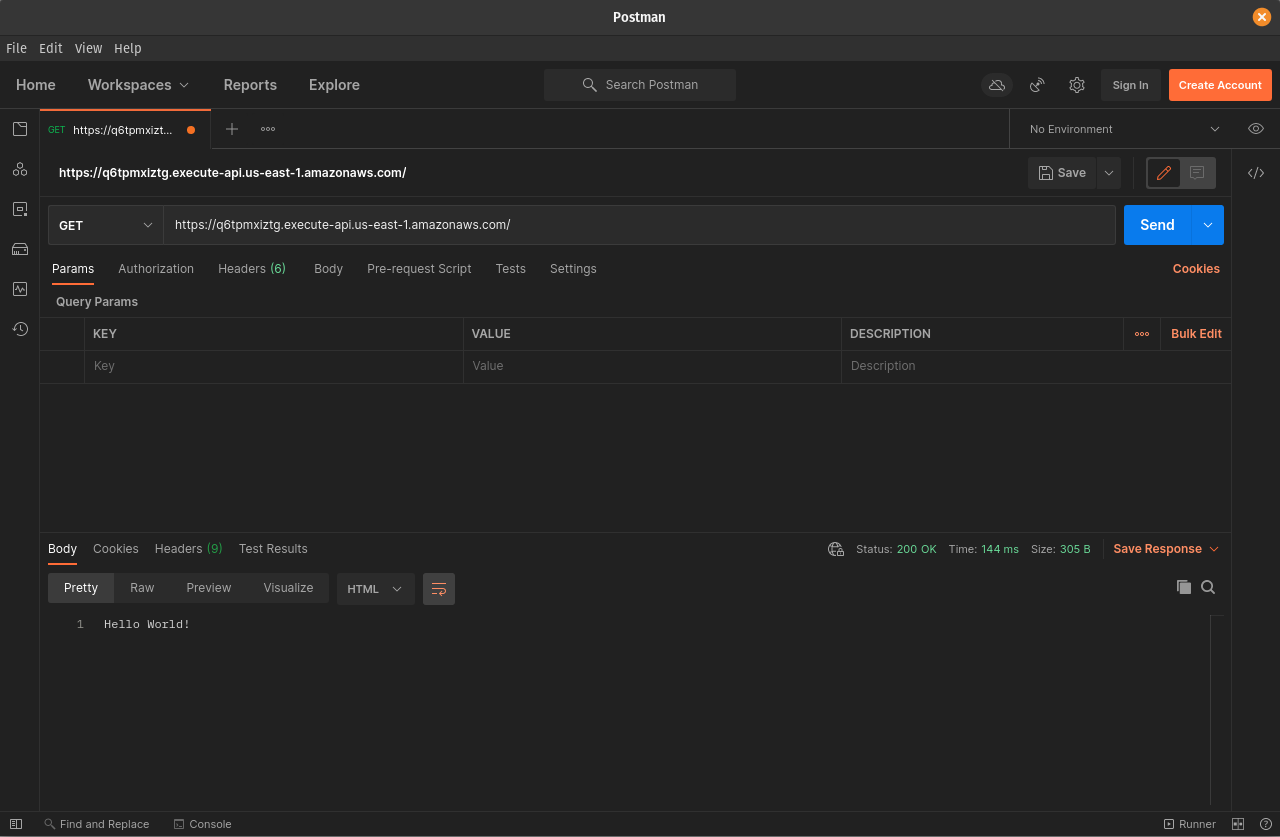 Postman
File Edit View Help
Home Workspaces Reports Explore Search Postman Sign In Create Account
GET https://q6tpmxizt... No Environment
https://q6tpmxiztg.execute-api.us-east-1.amazonaws.com/ Save
GET https://q6tpmxiztg.execute-api.us-east-1.amazonaws.com/ Send
Params Authorization Headers (6) Body Pre-request Script Tests Settings Cookies
Query Params
KEY VALUE DESCRIPTION Bulk Edit
Key Value Description
Body Cookies Headers (9) Test Results Status: 200 OK Time: 144 ms Size: 305 B Save Response
Pretty Raw Preview Visualize HTML
1 Hello World!
Find and Replace Console Runner